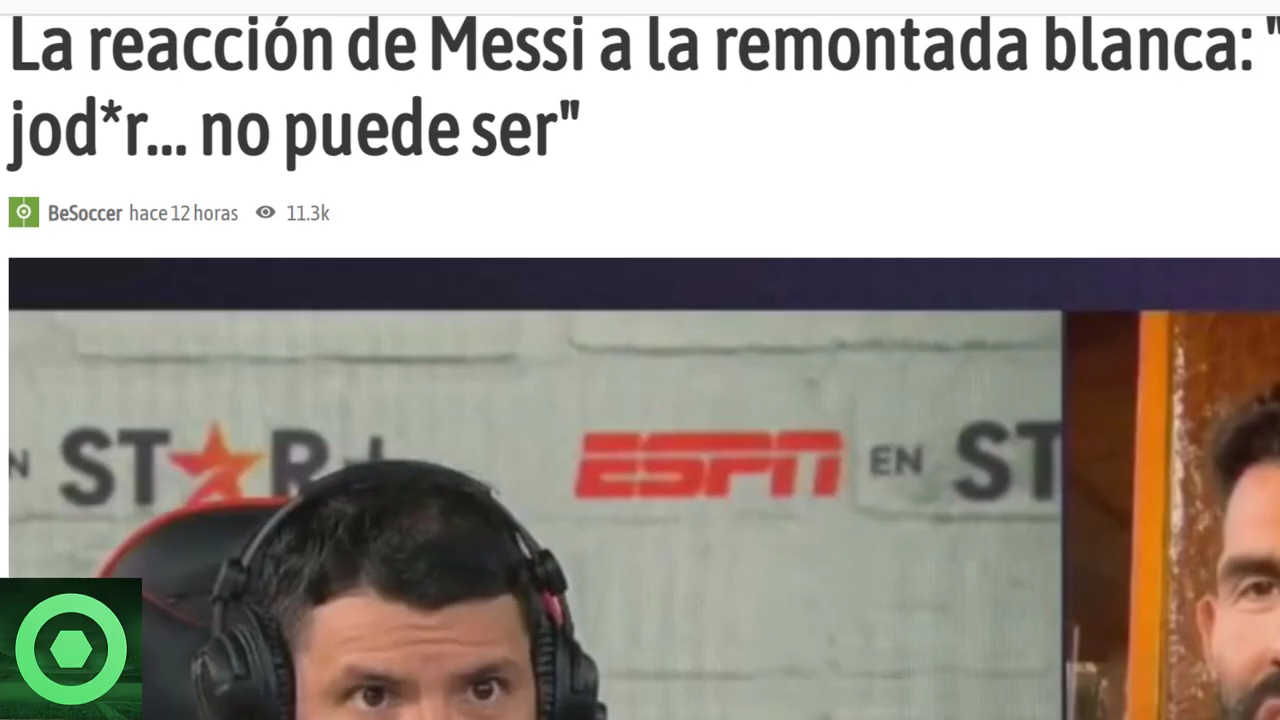 La reacción de Messi a la remontada blanca: "
jod*r... no puede ser"
BeSoccer hace 12 horas 11.3k
N STAR+ ESPN EN ST